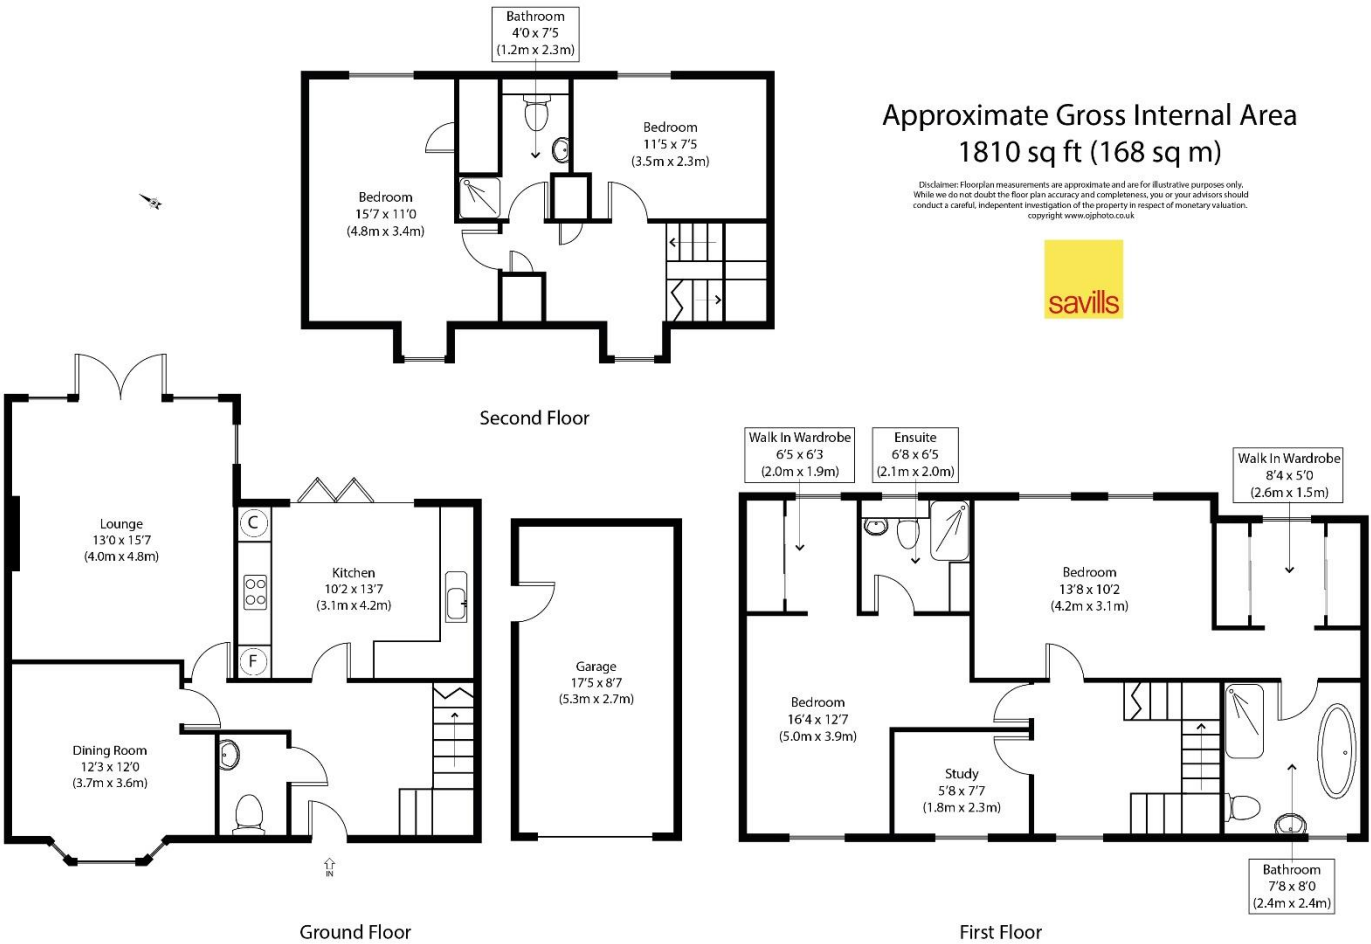 Bathroom
4'0 x 7'5
(1.2m x 2.3m)
Bedroom
15'7 x 11'0
(4.8m x 3.4m)
Bedroom
11'5 x 7'5
(3.5m x 2.3m)
Second Floor
Approximate Gross Internal Area
1810 sq ft (168 sq m)
Disclaimer: Floorplan measurements are approximate and are for illustrative purposes only.
While we do not doubt the floor plan accuracy and completeness, you or your advisors should
conduct a careful, independent investigation of the property in respect of monetary valuation.
copyright www.ojphoto.co.uk
savills
Lounge
13'0 x 15'7
(4.0m x 4.8m)
C
Kitchen
10'2 x 13'7
(3.1m x 4.2m)
F
Dining Room
12'3 x 12'0
(3.7m x 3.6m)
IN
Ground Floor
Garage
17'5 x 8'7
(5.3m x 2.7m)
Walk In Wardrobe
6'5 x 6'3
(2.0m x 1.9m)
Ensuite
6'8 x 6'5
(2.1m x 2.0m)
Walk In Wardrobe
8'4 x 5'0
(2.6m x 1.5m)
Bedroom
13'8 x 10'2
(4.2m x 3.1m)
Bedroom
16'4 x 12'7
(5.0m x 3.9m)
Study
5'8 x 7'7
(1.8m x 2.3m)
Bathroom
7'8 x 8'0
(2.4m x 2.4m)
First Floor